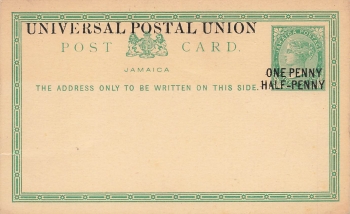 UNIVERSAL POSTAL UNION
POST CARD.
JAMAICA
THE ADDRESS ONLY TO BE WRITTEN ON THIS SIDE.
ONE PENNY
HALF-PENNY